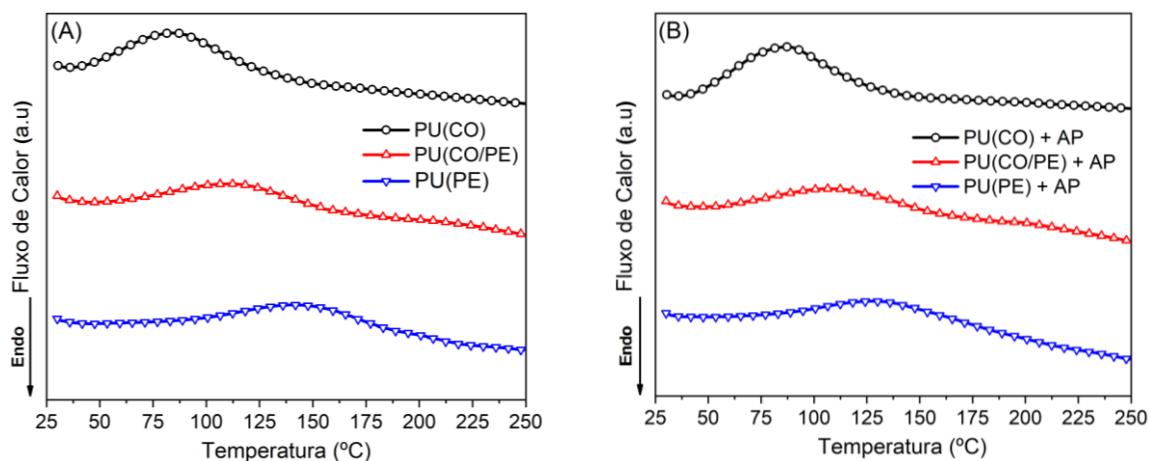 (A)
Fluxo de Calor (a.u)
Endo
PU(CO)
PU(CO/PE)
PU(PE)
25 50 75 100 125 150 175 200 225 250
Temperatura (ºC)
(B)
Fluxo de Calor (a.u)
Endo
PU(CO) + AP
PU(CO/PE) + AP
PU(PE) + AP
25 50 75 100 125 150 175 200 225 250
Temperatura (ºC)